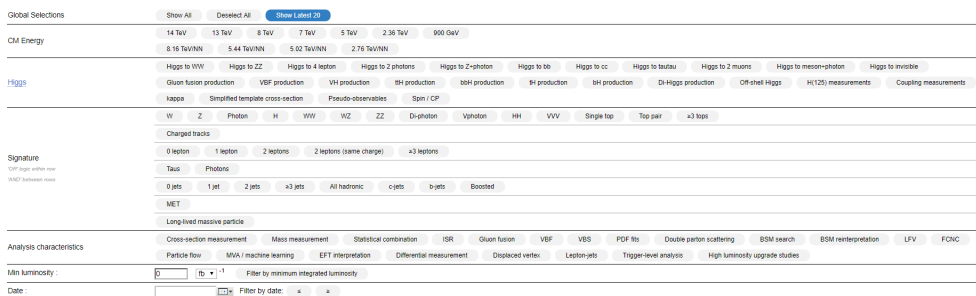 Global Selections Show All Deselect All Show Latest 20
CM Energy
14 TeV 13 TeV 8 TeV 7 TeV 5 TeV 2.36 TeV 900 GeV
8.16 TeV/NN 5.44 TeV/NN 5.02 TeV/NN 2.76 TeV/NN
Higgs
Higgs to WW Higgs to ZZ Higgs to 4 lepton Higgs to 2 photons Higgs to Z+photon Higgs to bb Higgs to cc Higgs to tautau Higgs to 2 muons Higgs to meson+photon Higgs to invisible
Gluon fusion production VBF production VH production ttH production bbH production tH production bH production Di-Higgs production Off-shell Higgs H(125) measurements Coupling measurements
kappa Simplified template cross-section Pseudo-observables Spin / CP
Signature
'OR' logic within row
'AND' between rows
W Z Photon H WW WZ ZZ Di-photon Vphoton HH VVV Single top Top pair ≥3 tops
Charged tracks
0 lepton 1 lepton 2 leptons 2 leptons (same charge) ≥3 leptons
Taus Photons
0 jets 1 jet 2 jets ≥3 jets All hadronic c-jets b-jets Boosted
MET
Long-lived massive particle
Analysis characteristics
Cross-section measurement Mass measurement Statistical combination ISR Gluon fusion VBF VBS PDF fits Double parton scattering BSM search BSM reinterpretation LFV FCNC
Particle flow MVA / machine learning EFT interpretation Differential measurement Displaced vertex Lepton-jets Trigger-level analysis High luminosity upgrade studies
Min luminosity : 0 fb -1 Filter by minimum integrated luminosity
Date : Filter by date: ≤ ≥